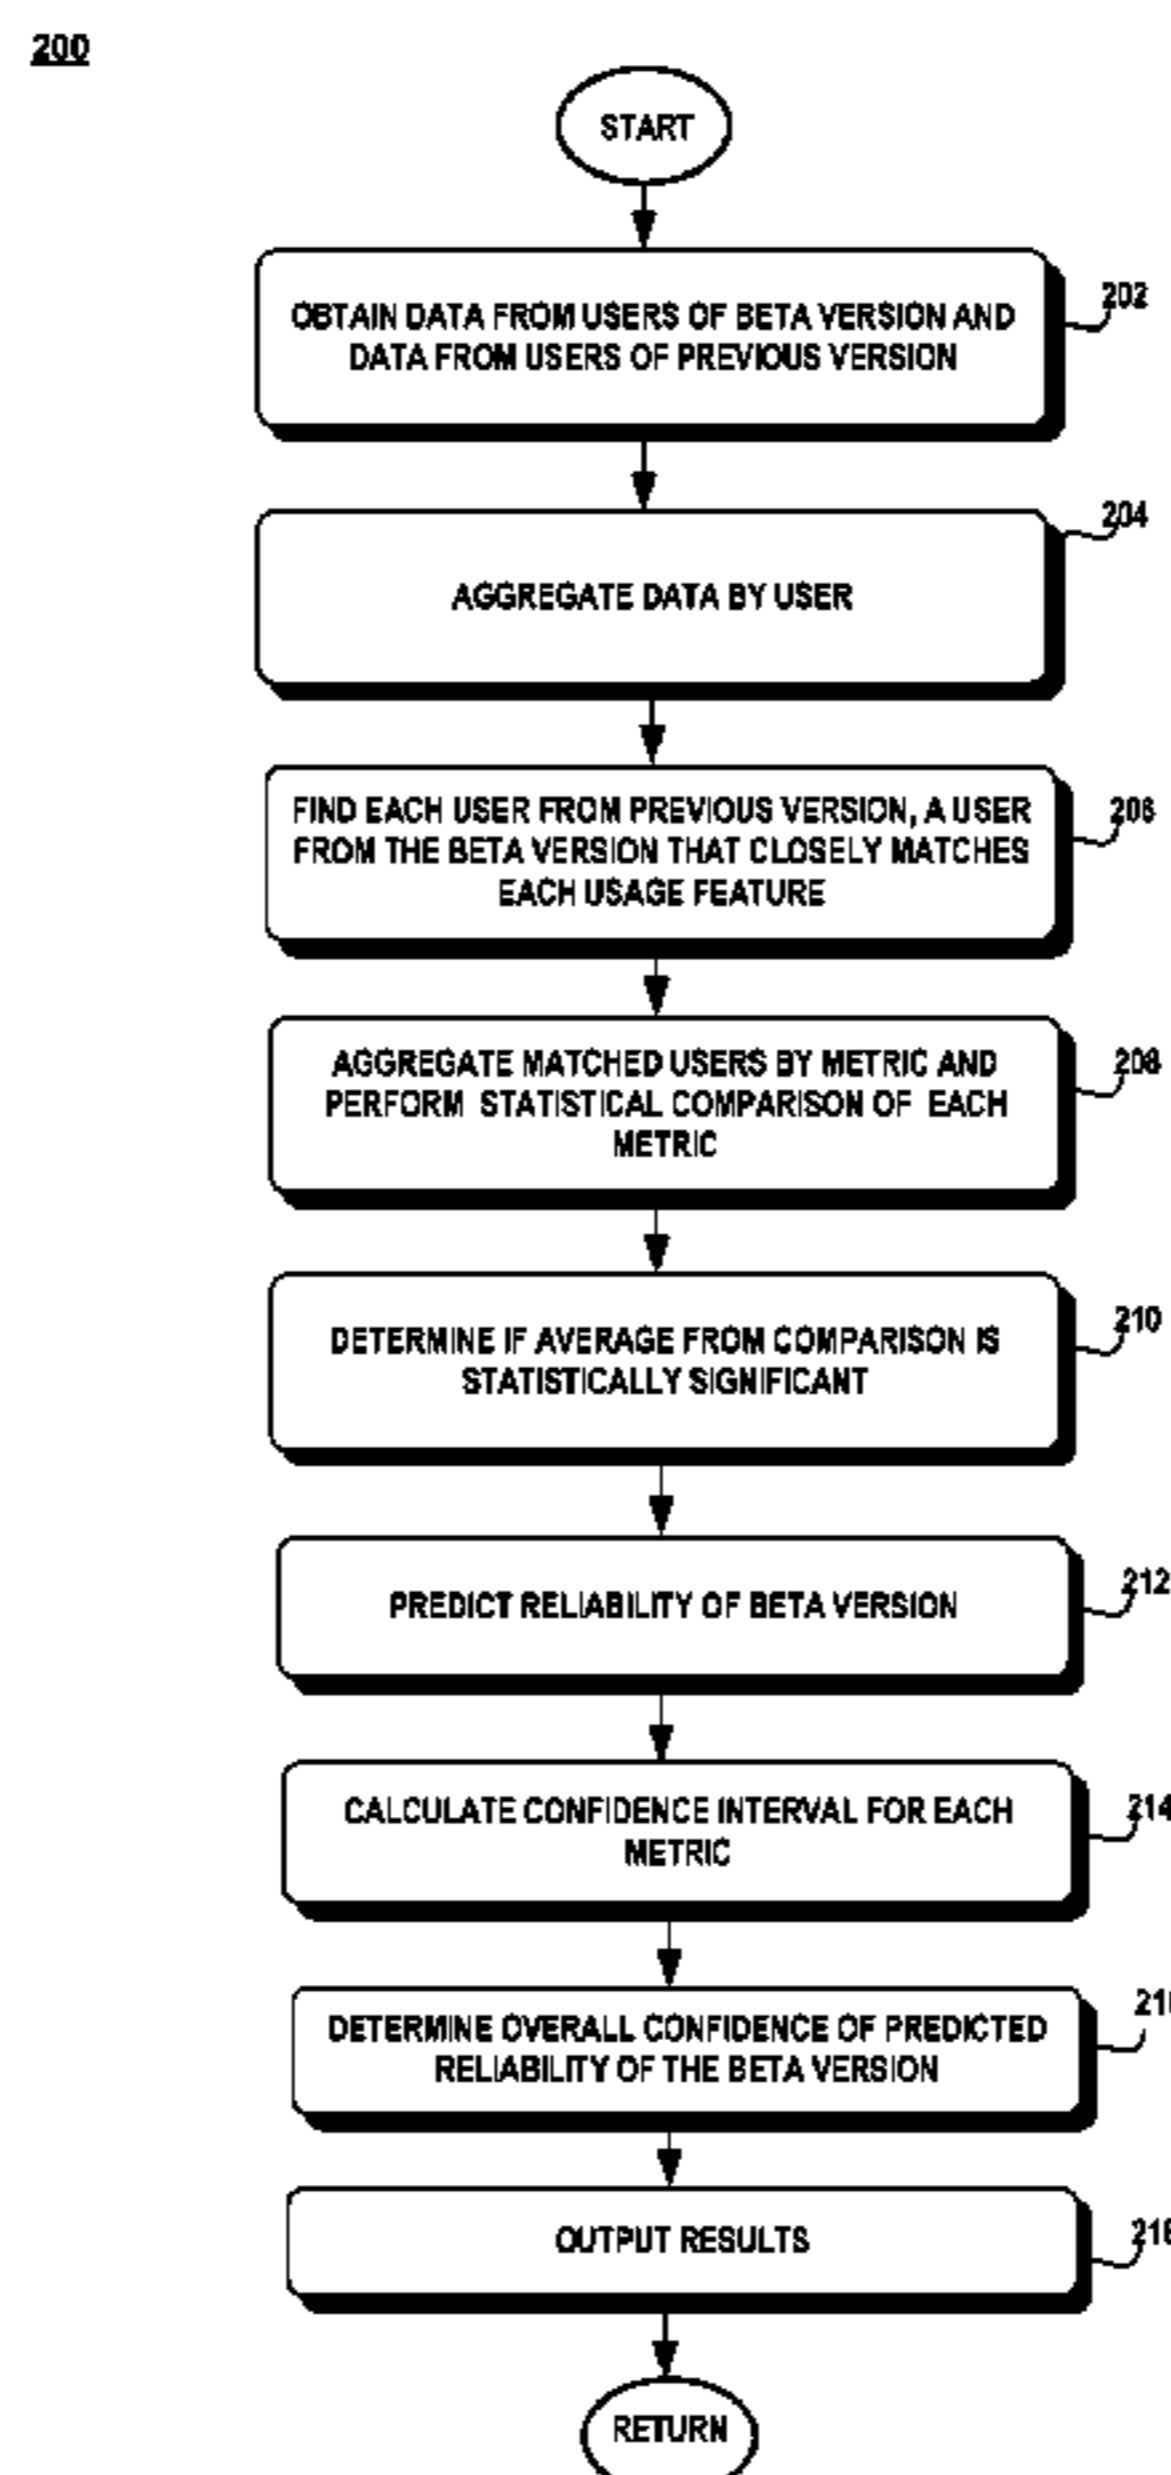 200
START
OBTAIN DATA FROM USERS OF BETA VERSION AND
DATA FROM USERS OF PREVIOUS VERSION
202
AGGREGATE DATA BY USER
204
FIND EACH USER FROM PREVIOUS VERSION, A USER
FROM THE BETA VERSION THAT CLOSELY MATCHES
EACH USAGE FEATURE
206
AGGREGATE MATCHED USERS BY METRIC AND
PERFORM STATISTICAL COMPARISON OF EACH
METRIC
208
DETERMINE IF AVERAGE FROM COMPARISON IS
STATISTICALLY SIGNIFICANT
210
PREDICT RELIABILITY OF BETA VERSION
212
CALCULATE CONFIDENCE INTERVAL FOR EACH
METRIC
214
DETERMINE OVERALL CONFIDENCE OF PREDICTED
RELIABILITY OF THE BETA VERSION
216
OUTPUT RESULTS
218
RETURN